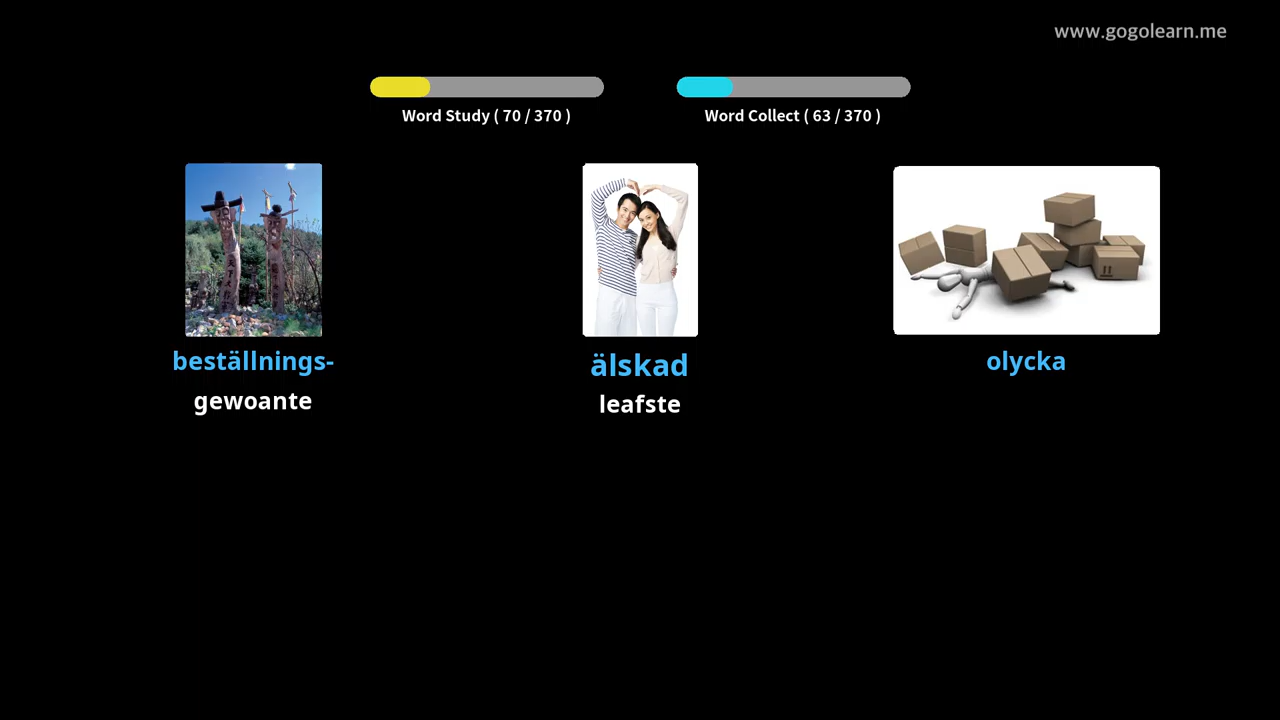 www.gogolearn.me
Word Study ( 70 / 370 )
Word Collect ( 63 / 370 )
beställnings-
gewoante
älskad
leafste
olycka